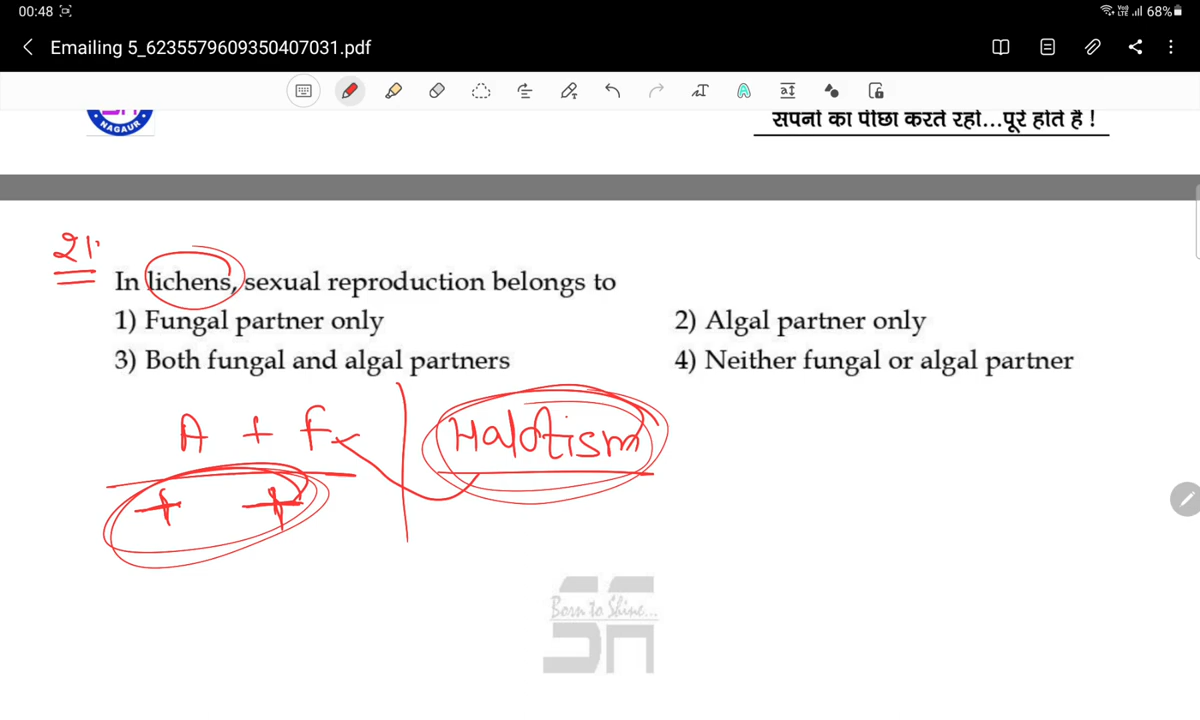 00:48 68%
Emailing 5_6235579609350407031.pdf
NAGAUR
सपनों का पीछा करते रहो...पूरे होते है !
21.
In lichens, sexual reproduction belongs to
1) Fungal partner only 2) Algal partner only
3) Both fungal and algal partners 4) Neither fungal or algal partner
A + f Halotism
+ +
Born to Shine...